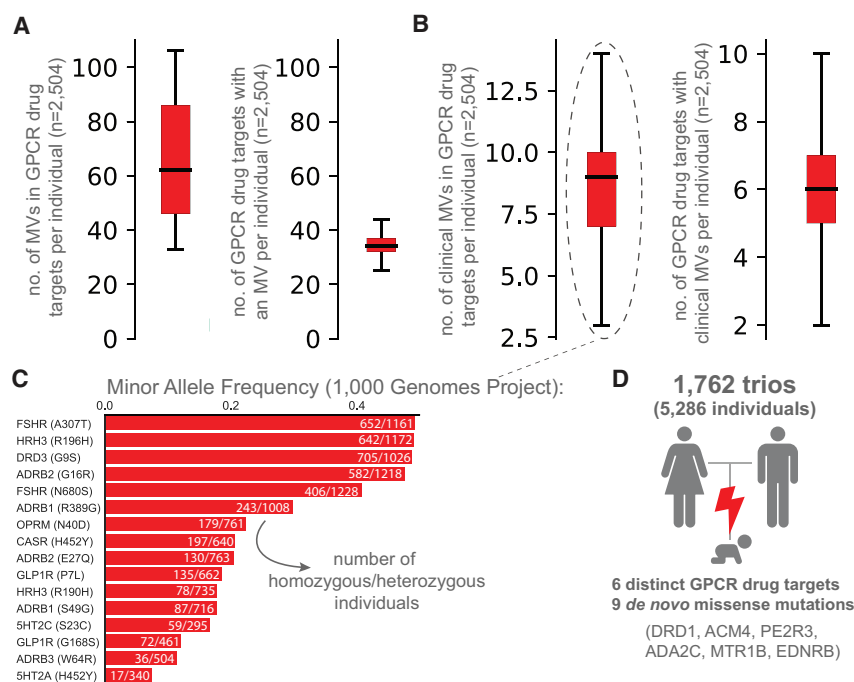 A
no. of MVs in GPCR drug
targets per individual (n=2,504)
100
80
60
40
20
0
no. of GPCR drug targets with
an MV per individual (n=2,504)
100
80
60
40
20
0
B
no. of clinical MVs in GPCR drug
targets per individual (n=2,504)
12.5
10.0
7.5
5.0
2.5
no. of GPCR drug targets with
clinical MVs per individual (n=2,504)
10
8
6
4
2
C
Minor Allele Frequency (1,000 Genomes Project):
0.0 0.2 0.4
FSHR (A307T) 652/1161
HRH3 (R196H) 642/1172
DRD3 (G9S) 705/1026
ADRB2 (G16R) 582/1218
FSHR (N680S) 406/1228
ADRB1 (R389G) 243/1008
OPRM (N40D) 179/761
CASR (H452Y) 197/640
ADRB2 (E27Q) 130/763
GLP1R (P7L) 135/662
HRH3 (R190H) 78/735
ADRB1 (S49G) 87/716
5HT2C (S23C) 59/295
GLP1R (G168S) 72/461
ADRB3 (W64R) 36/504
5HT2A (H452Y) 17/340
number of
homozygous/heterozygous
individuals
D
1,762 trios
(5,286 individuals)
6 distinct GPCR drug targets
9 de novo missense mutations
(DRD1, ACM4, PE2R3,
ADA2C, MTR1B, EDNRB)